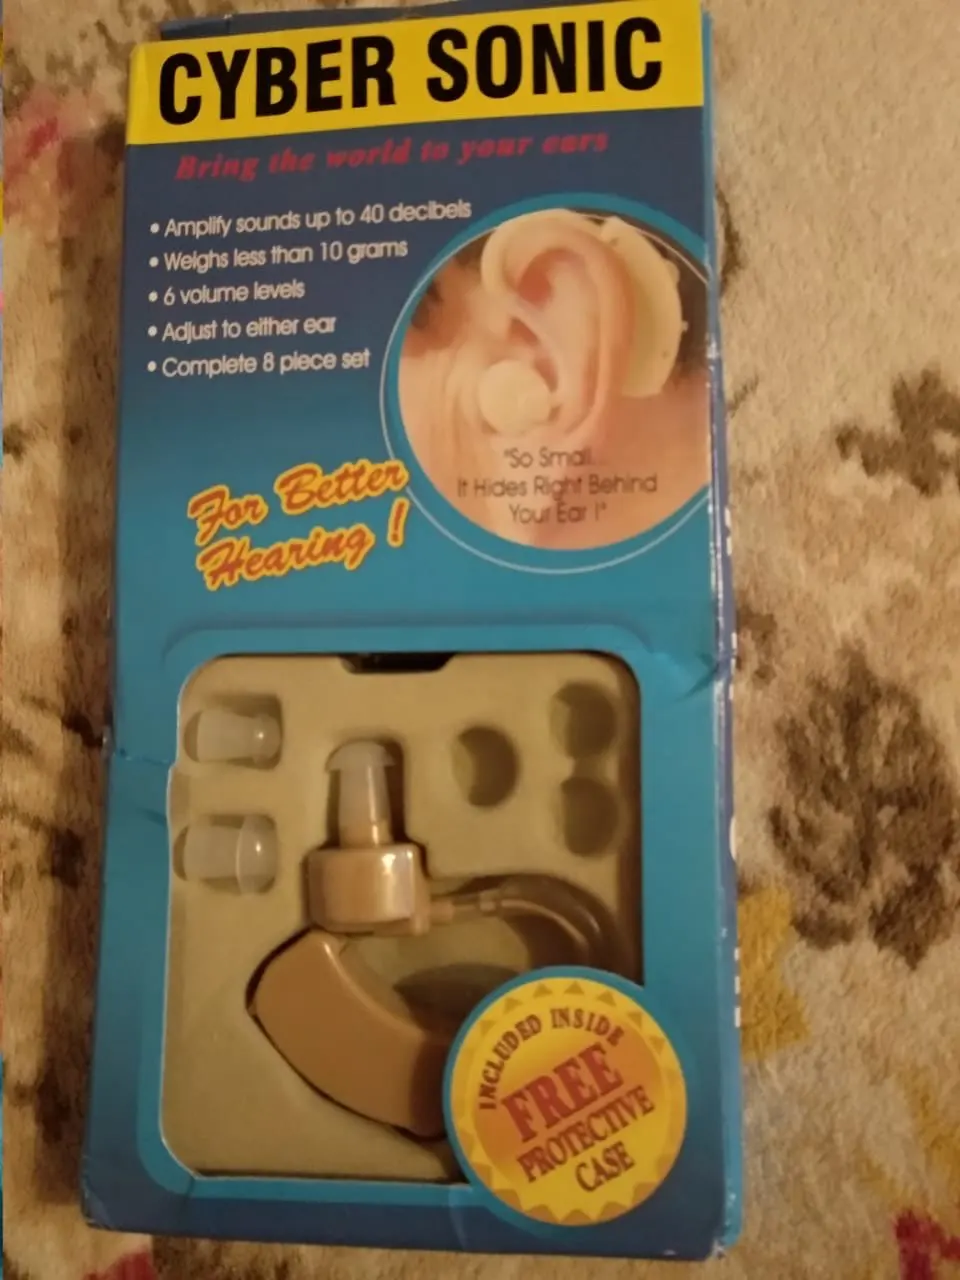 CYBER SONIC
Bring the world to your ears
• Amplify sounds up to 40 decibels
• Weighs less than 10 grams
• 6 volume levels
• Adjust to either ear
• Complete 8 piece set
"So Small...
It Hides Right Behind
Your Ear !"
For Better
Hearing !
INCLUDED INSIDE
FREE
PROTECTIVE
CASE